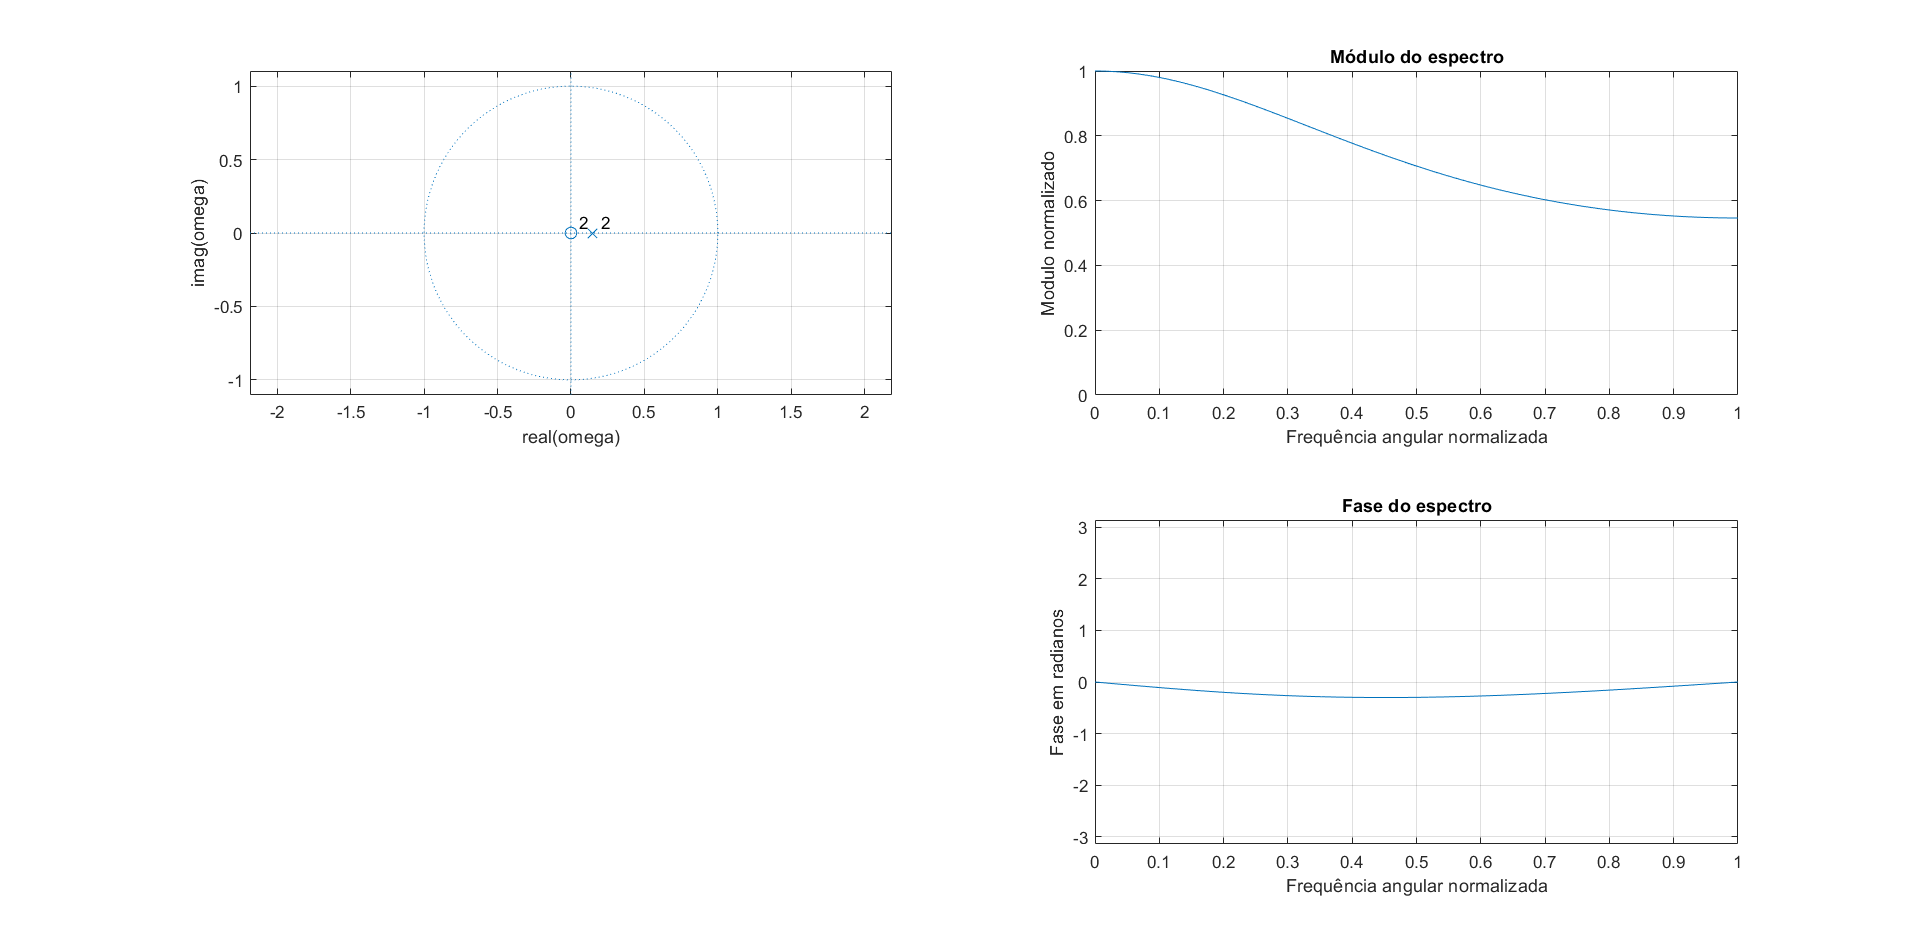 1
0.5
0
-0.5
-1
imag(omega)
2 2
-2 -1.5 -1 -0.5 0 0.5 1 1.5 2
real(omega)
Módulo do espectro
1
0.8
0.6
0.4
0.2
0
Modulo normalizado
0 0.1 0.2 0.3 0.4 0.5 0.6 0.7 0.8 0.9 1
Frequência angular normalizada
Fase do espectro
3
2
1
0
-1
-2
-3
Fase em radianos
0 0.1 0.2 0.3 0.4 0.5 0.6 0.7 0.8 0.9 1
Frequência angular normalizada